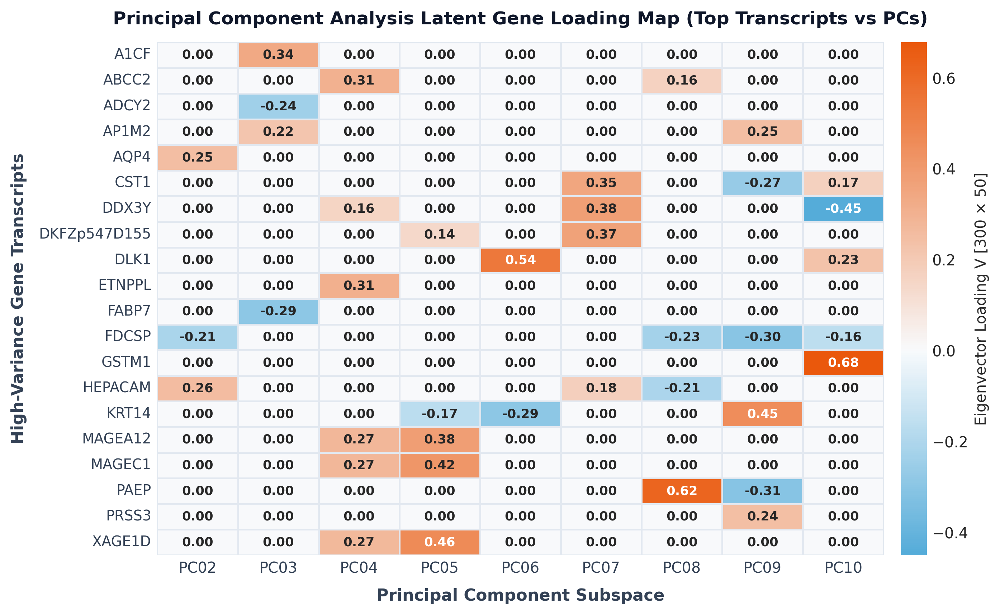 Principal Component Analysis Latent Gene Loading Map (Top Transcripts vs PCs)
High-Variance Gene Transcripts
A1CF 0.00 0.34 0.00 0.00 0.00 0.00 0.00 0.00 0.00
ABCC2 0.00 0.00 0.31 0.00 0.00 0.00 0.16 0.00 0.00
ADCY2 0.00 -0.24 0.00 0.00 0.00 0.00 0.00 0.00 0.00
AP1M2 0.00 0.22 0.00 0.00 0.00 0.00 0.00 0.25 0.00
AQP4 0.25 0.00 0.00 0.00 0.00 0.00 0.00 0.00 0.00
CST1 0.00 0.00 0.00 0.00 0.00 0.35 0.00 -0.27 0.17
DDX3Y 0.00 0.00 0.16 0.00 0.00 0.38 0.00 0.00 -0.45
DKFZp547D155 0.00 0.00 0.00 0.14 0.00 0.37 0.00 0.00 0.00
DLK1 0.00 0.00 0.00 0.00 0.54 0.00 0.00 0.00 0.23
ETNPPL 0.00 0.00 0.31 0.00 0.00 0.00 0.00 0.00 0.00
FABP7 0.00 -0.29 0.00 0.00 0.00 0.00 0.00 0.00 0.00
FDCSP -0.21 0.00 0.00 0.00 0.00 0.00 -0.23 -0.30 -0.16
GSTM1 0.00 0.00 0.00 0.00 0.00 0.00 0.00 0.00 0.68
HEPACAM 0.26 0.00 0.00 0.00 0.00 0.18 -0.21 0.00 0.00
KRT14 0.00 0.00 0.00 -0.17 -0.29 0.00 0.00 0.45 0.00
MAGEA12 0.00 0.00 0.27 0.38 0.00 0.00 0.00 0.00 0.00
MAGEC1 0.00 0.00 0.27 0.42 0.00 0.00 0.00 0.00 0.00
PAEP 0.00 0.00 0.00 0.00 0.00 0.00 0.62 -0.31 0.00
PRSS3 0.00 0.00 0.00 0.00 0.00 0.00 0.00 0.24 0.00
XAGE1D 0.00 0.00 0.27 0.46 0.00 0.00 0.00 0.00 0.00
PC02 PC03 PC04 PC05 PC06 PC07 PC08 PC09 PC10
Principal Component Subspace
0.6
0.4
0.2
0.0
−0.2
−0.4
Eigenvector Loading V [300 × 50]